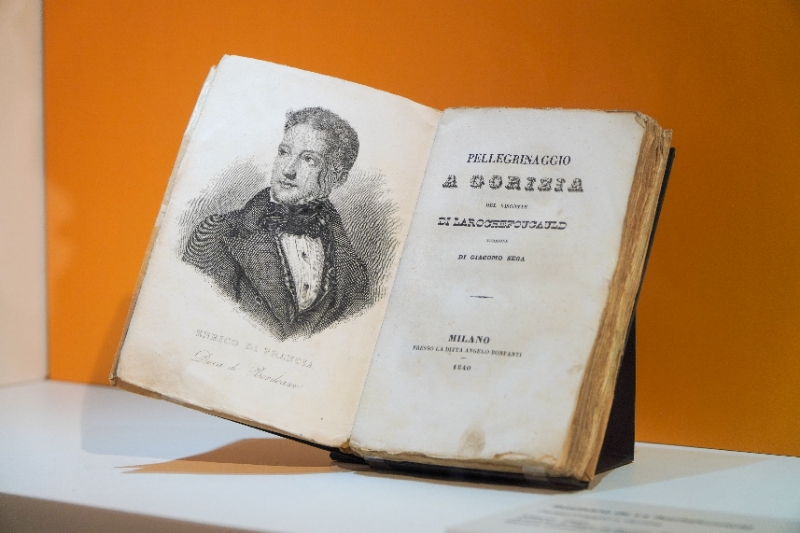 ENRICO DI FRANCIA
Duca di Bordeaux
PELLEGRINAGGIO
A GORIZIA
DEL VISCONTE
DI LAROCHEFOUCAULD
DI GIACOMO SEGA
MILANO
PRESSO LA DITTA ANGELO BONFANTI
1840